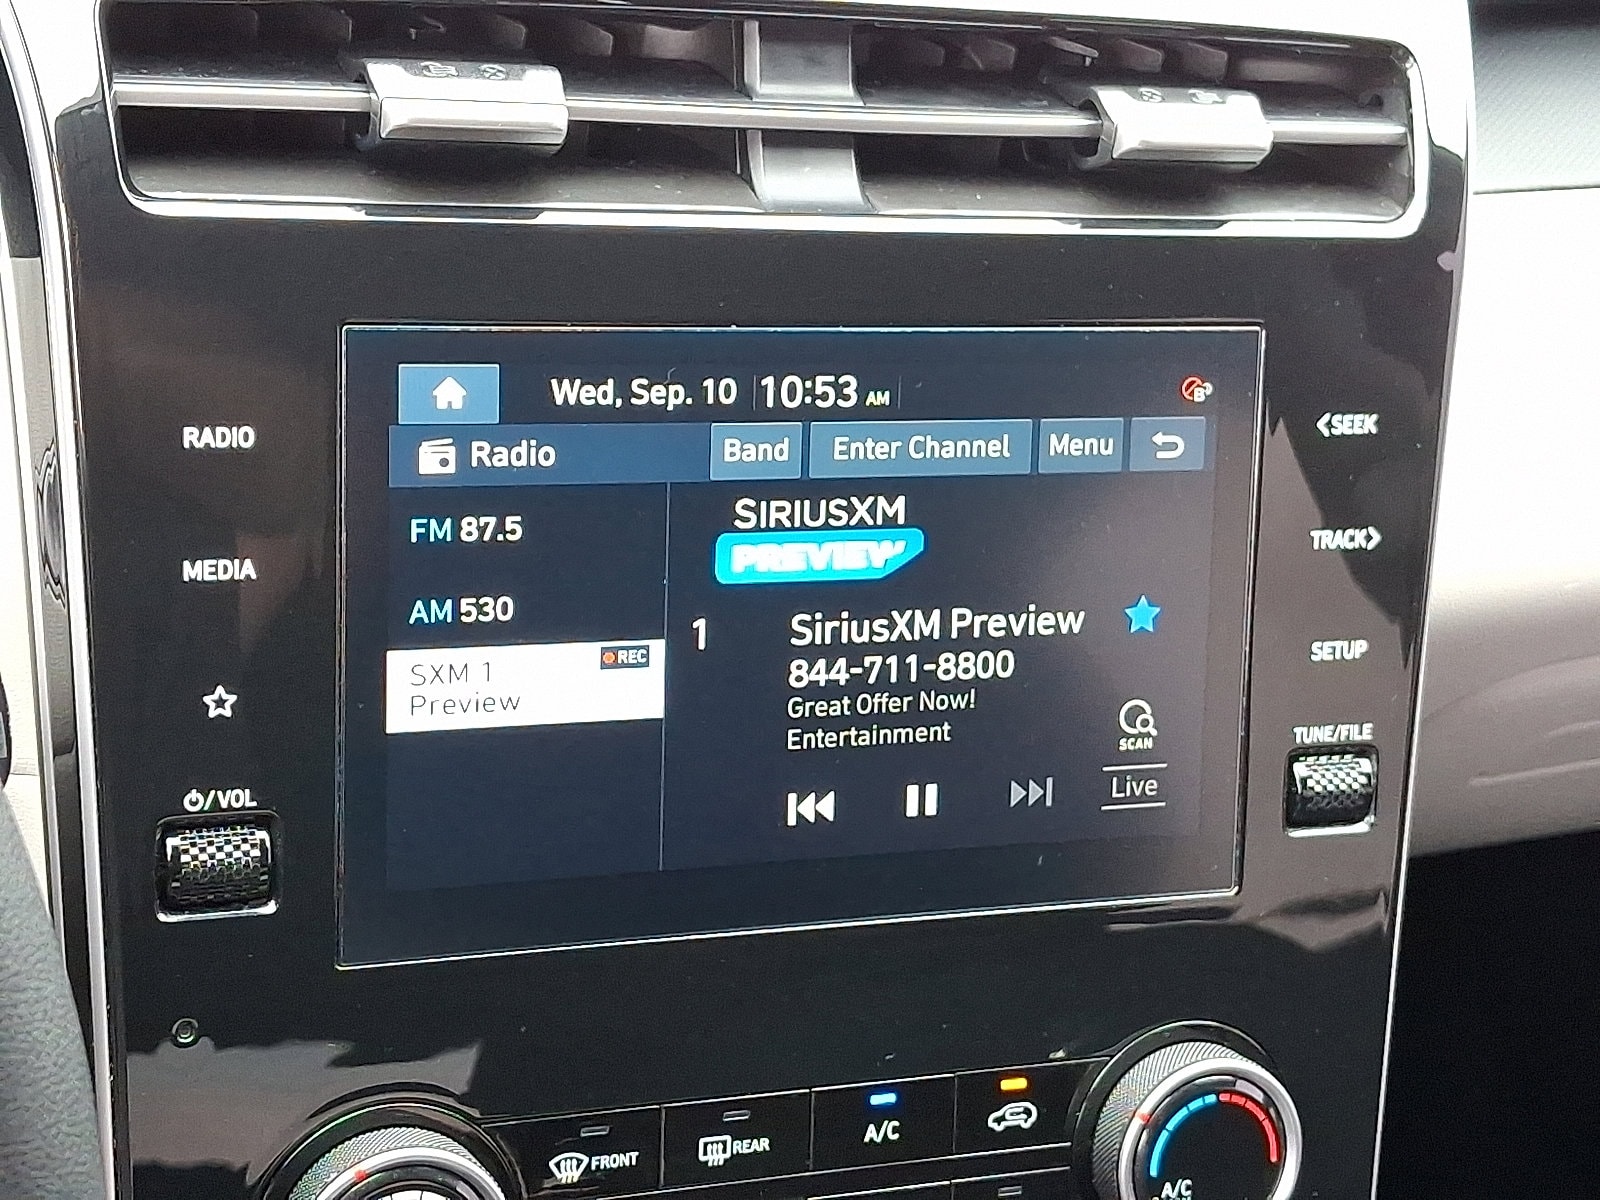 Wed, Sep. 10 10:53 AM
Radio Band Enter Channel Menu
FM 87.5
AM 530
SXM 1 REC
Preview
SIRIUSXM
PREVIEW
1 SiriusXM Preview
844-711-8800
Great Offer Now!
Entertainment
SCAN
Live
RADIO
MEDIA
/VOL
<SEEK
TRACK>
SETUP
TUNE/FILE
FRONT
REAR
A/C
A/C